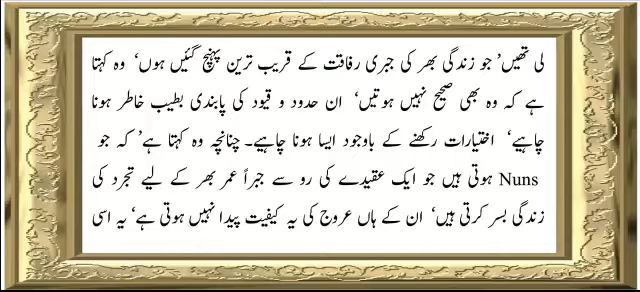 لی تھیں‘ جو زندگی بھر کی جبری رفاقت کے قریب ترین پہنچ گئیں ہوں‘ وہ کہتا
ہے کہ وہ بھی صحیح نہیں ہوتیں‘ ان حدود و قیود کی پابندی بطیب خاطر ہونا
چاہیے‘ اختیارات رکھنے کے باوجود ایسا ہونا چاہیے۔ چنانچہ وہ کہتا ہے‘ کہ جو
Nuns ہوتی ہیں جو ایک عقیدے کی رو سے جبراً عمر بھر کے لیے تجرد کی
زندگی بسر کرتی ہیں‘ ان کے ہاں عروج کی یہ کیفیت پیدا نہیں ہوتی ہے‘ یہ اسی